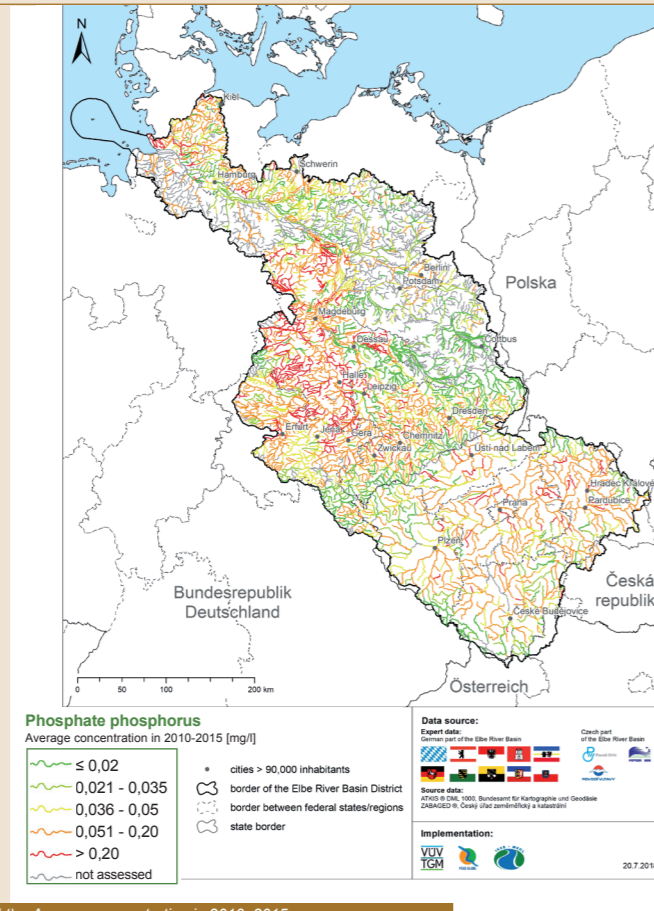 N
Kiel
Schwerin
Hamburg
Berlin
Potsdam
Polska
Magdeburg
Dessau
Cottbus
Halle
Leipzig
Dresden
Erfurt
Jena
Gera
Chemnitz
Zwickau
Ústí nad Labem
Hradec Králové
Praha
Pardubice
Plzeň
Bundesrepublik
Deutschland
Česká
republik
České Budějovice
Österreich
0 50 100 150 200 km
Phosphate phosphorus
Average concentration in 2010-2015 [mg/l]
≤ 0,02
0,021 - 0,035
0,036 - 0,05
0,051 - 0,20
> 0,20
not assessed
cities > 90,000 inhabitants
border of the Elbe River Basin District
border between federal states/regions
state border
Data source:
Expert data:
German part of the Elbe River Basin
Czech part
of the Elbe River Basin
Source data:
ATKIS ® DML 1000, Bundesamt für Kartographie und Geodäsie
ZABAGED ®, Český úřad zeměměřický a katastrální
Implementation:
VÚV
TGM
20.7.201